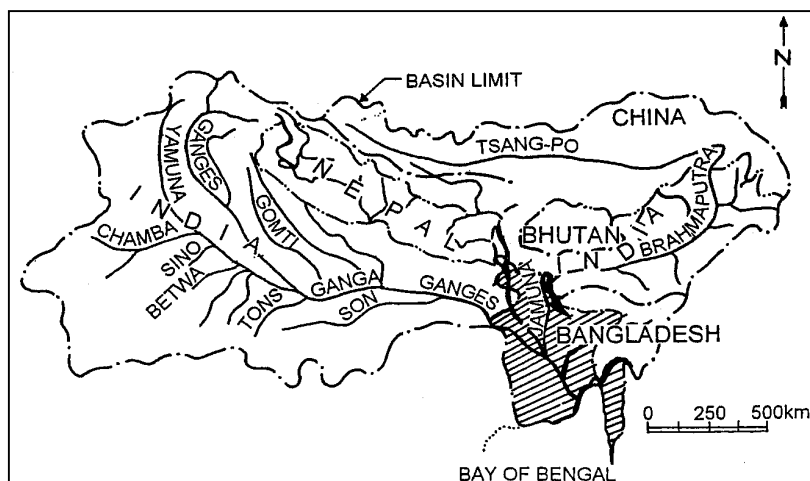 N
BASIN LIMIT
CHINA
TSANG-PO
YAMUNA
GANGES
NEPAL
INDIA
GOMTI
CHAMBA
SINO
BETWA
TONS
GANGA
SON
GANGES
BHUTAN
INDIA
BRAHMAPUTRA
JAMUNA
BANGLADESH
0 250 500km
BAY OF BENGAL